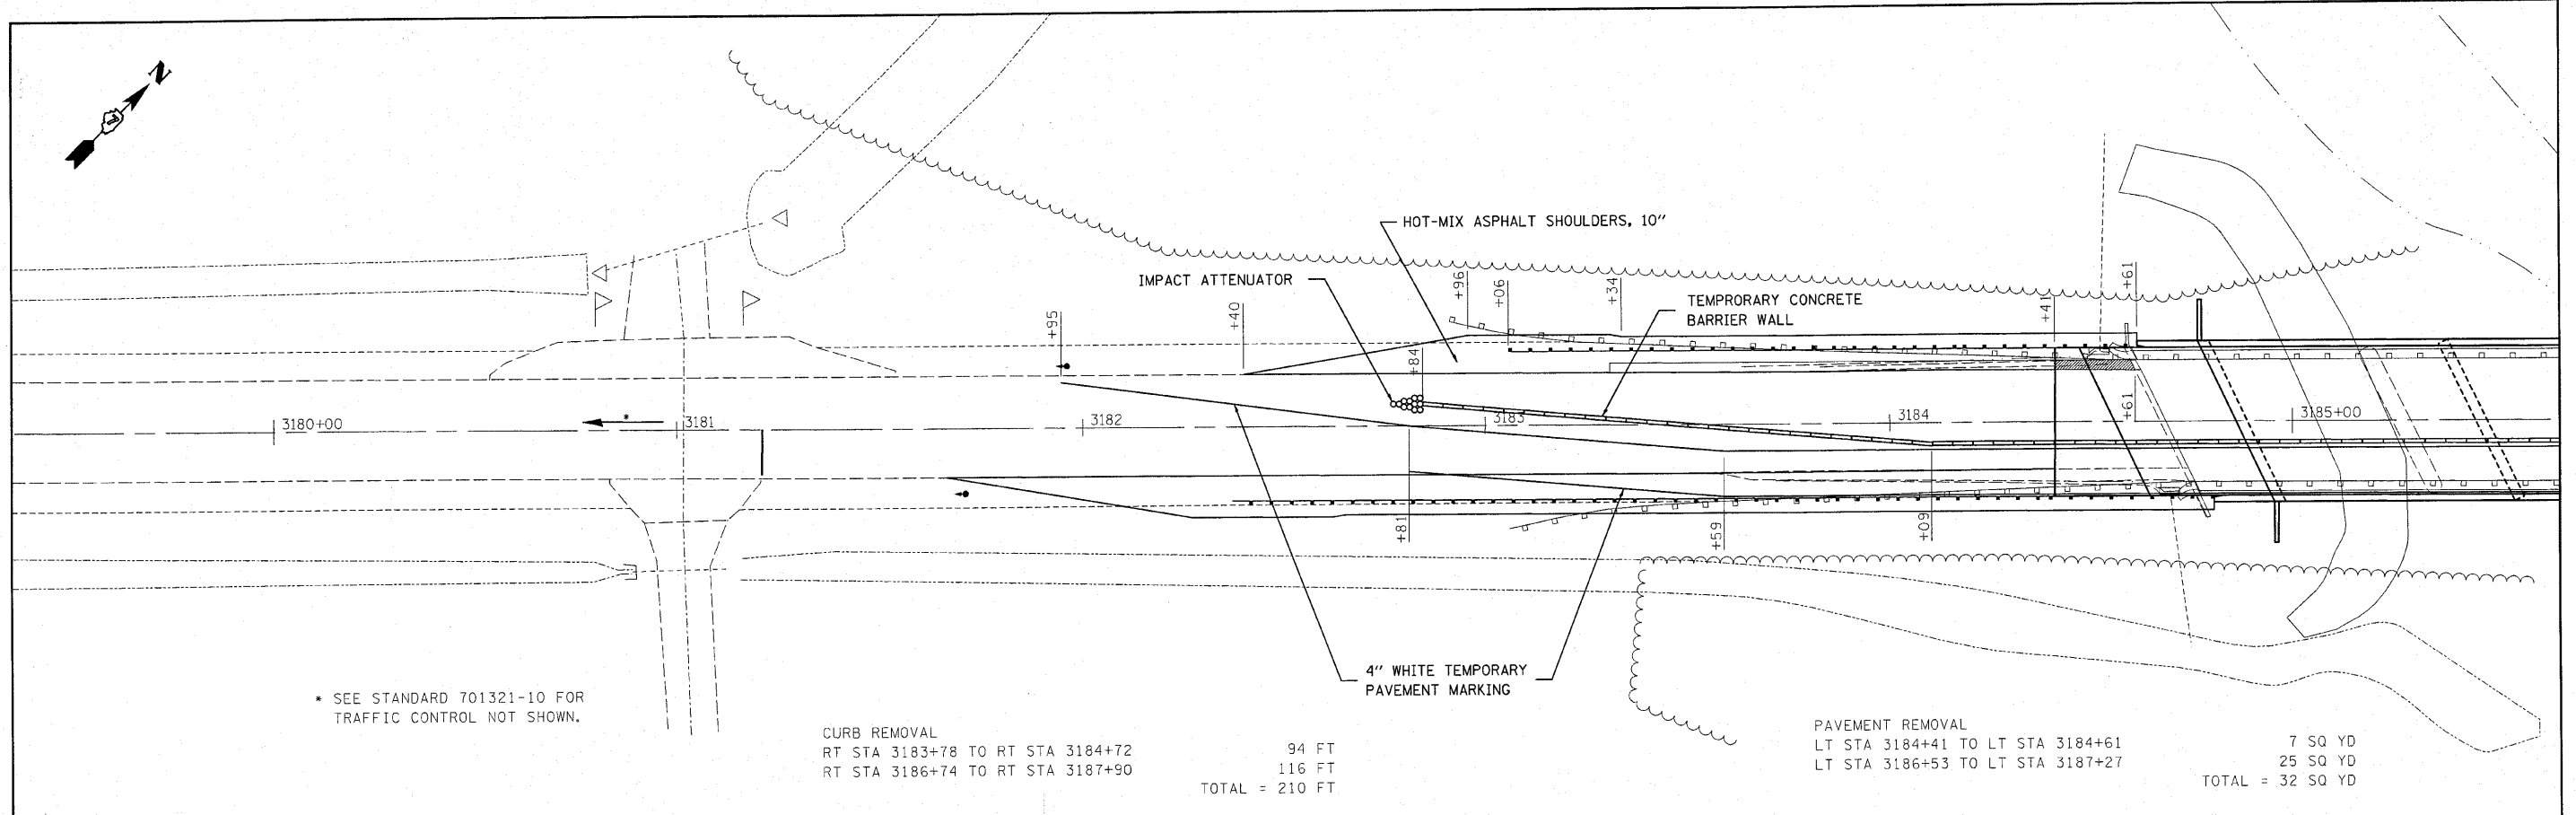 N
7
HOT-MIX ASPHALT SHOULDERS, 10"
IMPACT ATTENUATOR
TEMPRORARY CONCRETE
BARRIER WALL
+95
+40
+84
+96
+06
+34
+41
+61
+61
3180+00
*
3181
3182
3183
3184
3185+00
+81
+59
+09
4" WHITE TEMPORARY
PAVEMENT MARKING
* SEE STANDARD 701321-10 FOR
TRAFFIC CONTROL NOT SHOWN.
CURB REMOVAL
RT STA 3183+78 TO RT STA 3184+72 94 FT
RT STA 3186+74 TO RT STA 3187+90 116 FT
TOTAL = 210 FT
PAVEMENT REMOVAL
LT STA 3184+41 TO LT STA 3184+61 7 SQ YD
LT STA 3186+53 TO LT STA 3187+27 25 SQ YD
TOTAL = 32 SQ YD